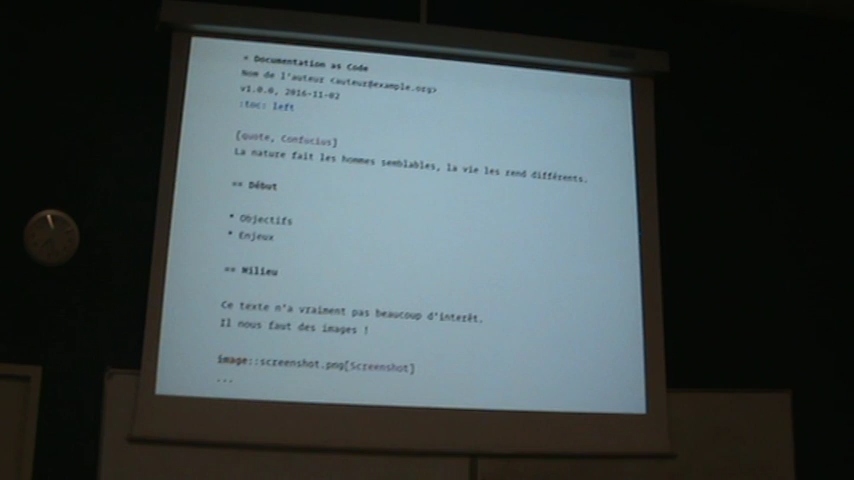 = Documentation as Code
Nom de l'auteur <auteur@example.org>
v1.0.0, 2016-11-02
:toc: left
[quote, Confucius]
La nature fait les hommes semblables, la vie les rend différents.
== Début
* Objectifs
* Enjeux
== Milieu
Ce texte n'a vraiment pas beaucoup d'interêt.
Il nous faut des images !
image::screenshot.png[Screenshot]
...